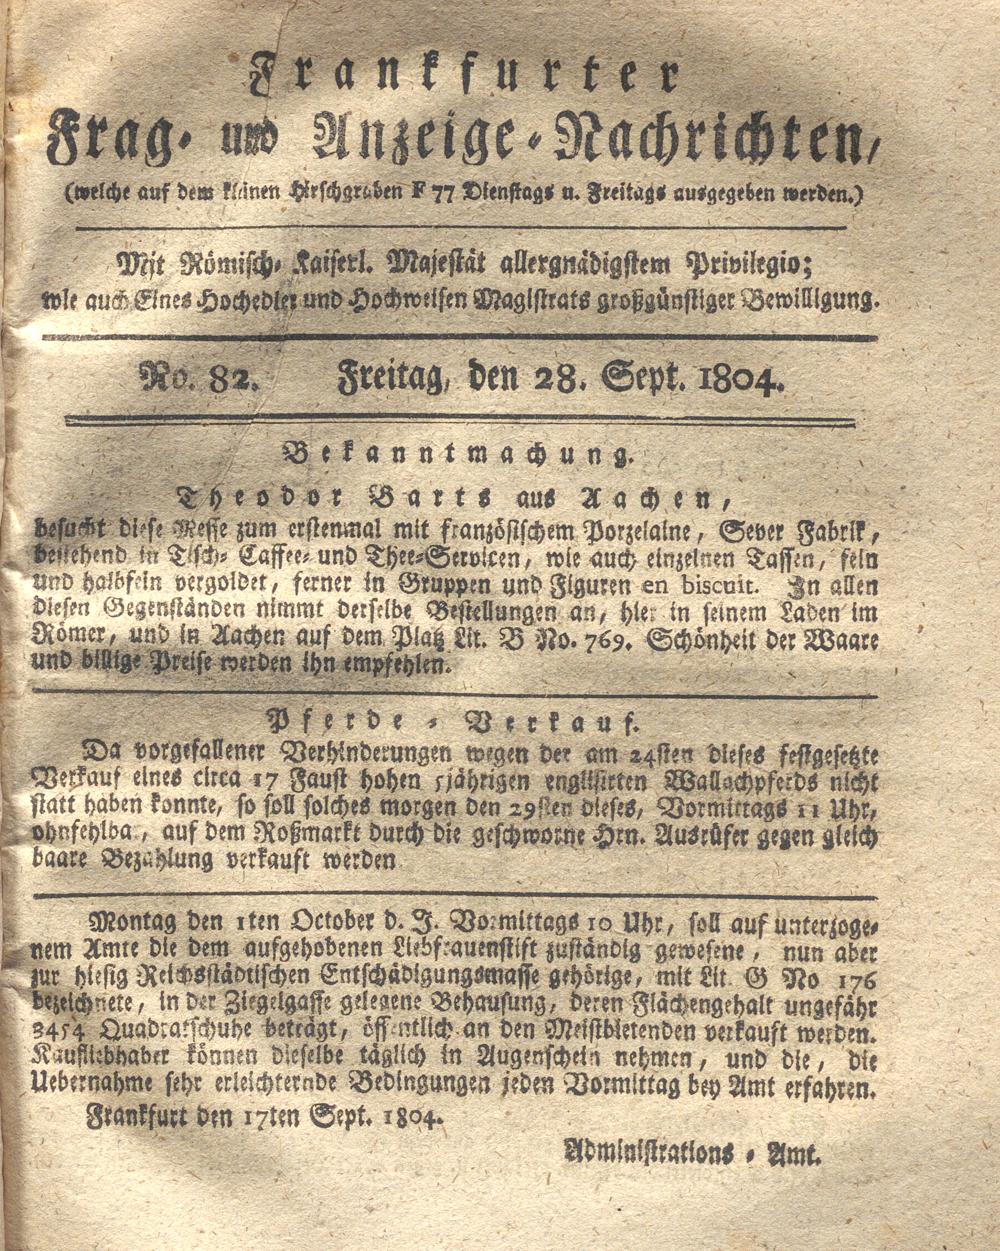 Frankfurter
Frag- und Anzeige-Nachrichten,
(welche auf dem kleinen Hirschgraben F 77 Dienstags u. Freitags ausgegeben werden.)
Mit Römisch- Kaiserl. Majestät allergnädigstem Privilegio;
wie auch Eines Hochedlen und Hochweisen Magistrats großgünstiger Bewilligung.
No. 82. Freitag, den 28. Sept. 1804.
Bekanntmachung.
Theodor Barts aus Aachen,
besucht diese Messe zum erstenmal mit französischem Porzelaine, Sever Fabrik,
bestehend in Tisch- Caffee- und Thee-Servicen, wie auch einzelnen Tassen, fein
und halbfein vergoldet, ferner in Gruppen und Figuren en biscuit. In allen
diesen Gegenständen nimmt derselbe Bestellungen an, hier in seinem Laden im
Römer, und in Aachen auf dem Platz Lit. B No. 769. Schönheit der Waare
und billige Preise werden ihn empfehlen.
Pferde-Verkauf.
Da vorgefallener Verhinderungen wegen der am 24sten dieses festgesetzte
Verkauf eines circa 17 Faust hohen 5jährigen englisirten Wallachpferds nicht
statt haben konnte, so soll solches morgen den 29sten dieses, Vormittags 11 Uhr,
ohnfehlbar, auf dem Roßmarkt durch die geschworne Hrn. Ausrüfer gegen gleich
baare Bezahlung verkauft werden
Montag den 1ten October d. J. Vormittags 10 Uhr, soll auf unterzoge-
nem Amte die dem aufgehobenen Liebfrauenstift zuständig gewesene, nun aber
zur hiesig Reichsstädtischen Entschädigungsmasse gehörige, mit Lit. G No 176
bezeichnete, in der Ziegelgasse gelegene Behausung, deren Flächengehalt ungefähr
3454 Quadratschuhe beträgt, öffentlich an den Meistbietenden verkauft werden.
Kaufliebhaber können dieselbe täglich in Augenschein nehmen, und die, die
Uebernahme sehr erleichternde Bedingungen jeden Vormittag bey Amt erfahren.
Frankfurt den 17ten Sept. 1804.
Administrations-Amt.